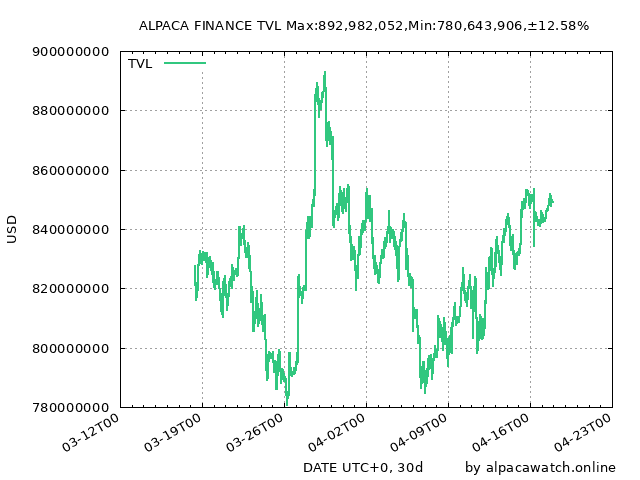 ALPACA FINANCE TVL Max:892,982,052,Min:780,643,906,±12.58%
TVL
900000000
880000000
860000000
840000000
820000000
800000000
780000000
USD
03-12T00
03-19T00
03-26T00
04-02T00
04-09T00
04-16T00
04-23T00
DATE UTC+0, 30d
by alpacawatch.online